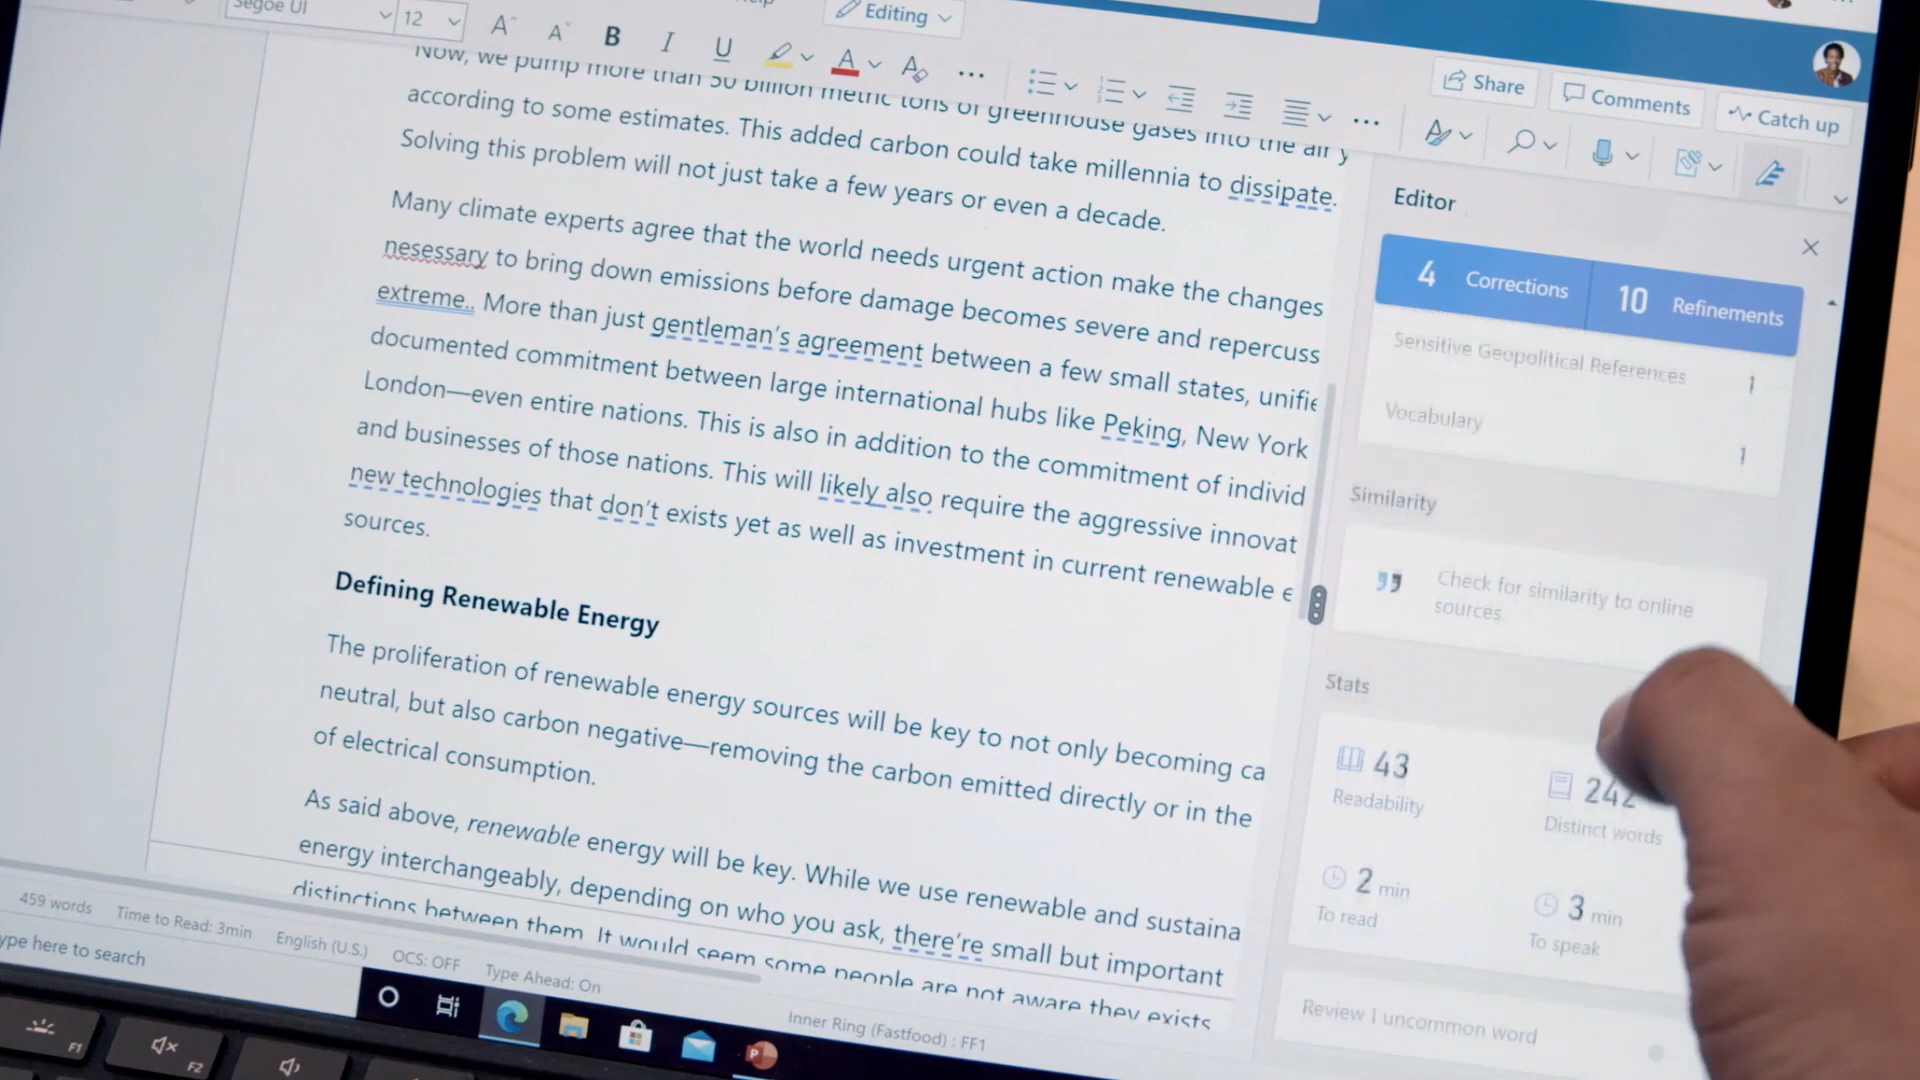 Segoe UI
12
Editing
Share
Comments
Catch up
Now, we pump more than 50 billion metric tons of greenhouse gases into the air y
according to some estimates. This added carbon could take millennia to dissipate.
Solving this problem will not just take a few years or even a decade.
Many climate experts agree that the world needs urgent action make the changes
nesessary to bring down emissions before damage becomes severe and repercuss
extreme.. More than just gentleman's agreement between a few small states, unifie
documented commitment between large international hubs like Peking, New York
London—even entire nations. This is also in addition to the commitment of individ
and businesses of those nations. This will likely also require the aggressive innovat
new technologies that don't exists yet as well as investment in current renewable e
sources.
Defining Renewable Energy
The proliferation of renewable energy sources will be key to not only becoming ca
neutral, but also carbon negative—removing the carbon emitted directly or in the
of electrical consumption.
As said above, renewable energy will be key. While we use renewable and sustaina
energy interchangeably, depending on who you ask, there're small but important
distinctions between them. It would seem some people are not aware they exists
Editor
4 Corrections
10 Refinements
Sensitive Geopolitical References 1
Vocabulary 1
Similarity
Check for similarity to online
sources.
Stats
43
Readability
242
Distinct words
2 min
To read
3 min
To speak
Review 1 uncommon word
459 words
Time to Read: 3min
English (U.S.)
OCS: OFF
Type Ahead: On
Inner Ring (Fastfood) : FF1
ype here to search
F1
F2